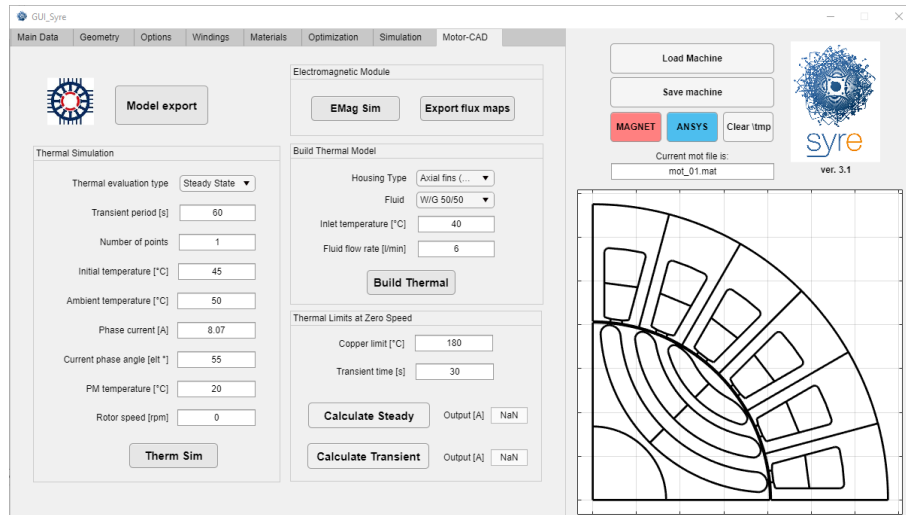 GUI_Syre
Main Data Geometry Options Windings Materials Optimization Simulation Motor-CAD
Model export
Thermal Simulation
Thermal evaluation type Steady State
Transient period [s] 60
Number of points 1
Initial temperature [°C] 45
Ambient temperature [°C] 50
Phase current [A] 8.07
Current phase angle [elt °] 55
PM temperature [°C] 20
Rotor speed [rpm] 0
Therm Sim
Electromagnetic Module
EMag Sim Export flux maps
Build Thermal Model
Housing Type Axial fins (...
Fluid W/G 50/50
Inlet temperature [°C] 40
Fluid flow rate [l/min] 6
Build Thermal
Thermal Limits at Zero Speed
Copper limit [°C] 180
Transient time [s] 30
Calculate Steady Output [A] NaN
Calculate Transient Output [A] NaN
Load Machine
Save machine
MAGNET ANSYS Clear \tmp
Current mot file is:
mot_01.mat
syre
ver. 3.1